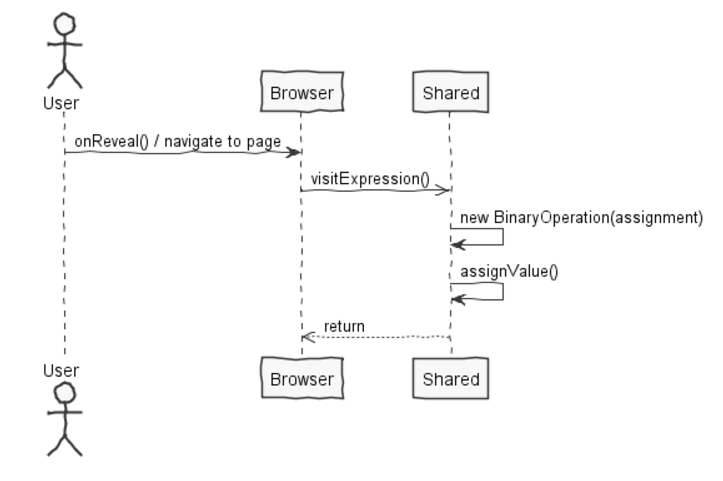 User
Browser
Shared
onReveal() / navigate to page
visitExpression()
new BinaryOperation(assignment)
assignValue()
return
User
Browser
Shared